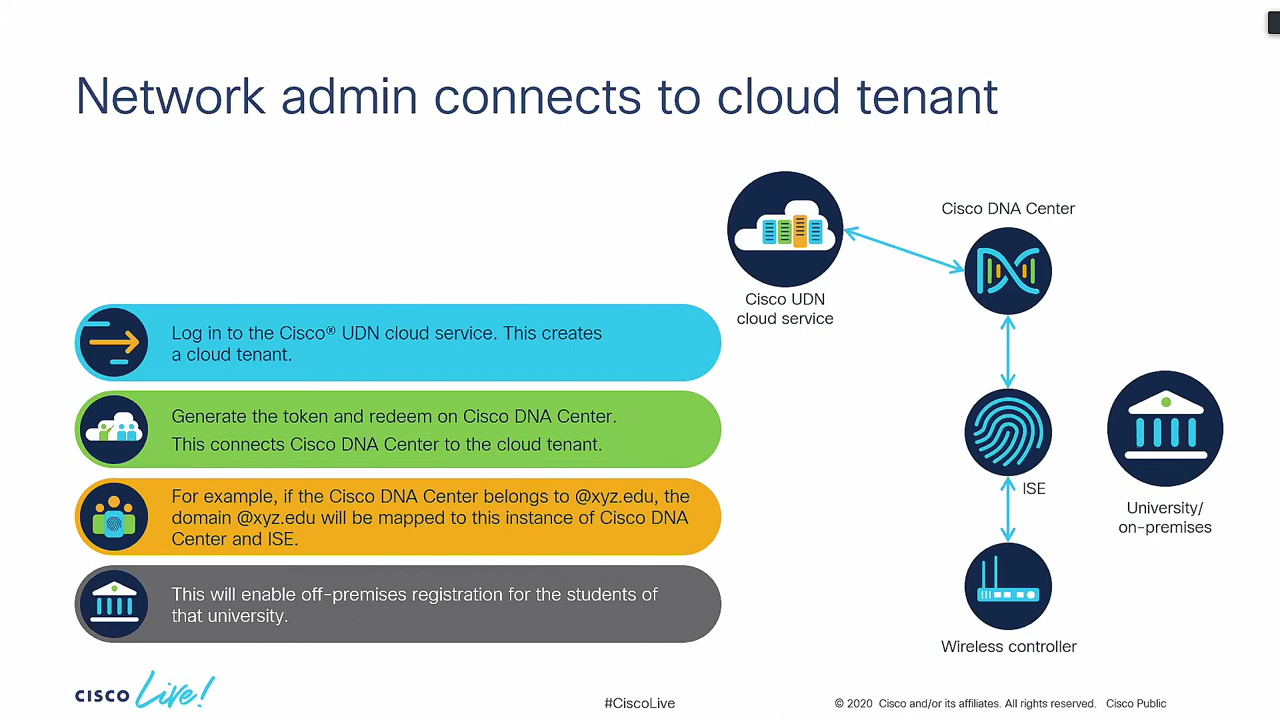 Network admin connects to cloud tenant
Log in to the Cisco® UDN cloud service. This creates
a cloud tenant.
Generate the token and redeem on Cisco DNA Center.
This connects Cisco DNA Center to the cloud tenant.
For example, if the Cisco DNA Center belongs to @xyz.edu, the
domain @xyz.edu will be mapped to this instance of Cisco DNA
Center and ISE.
This will enable off-premises registration for the students of
that university.
Cisco UDN
cloud service
Cisco DNA Center
ISE
Wireless controller
University/
on-premises
CISCO Live!
#CiscoLive
© 2020 Cisco and/or its affiliates. All rights reserved. Cisco Public